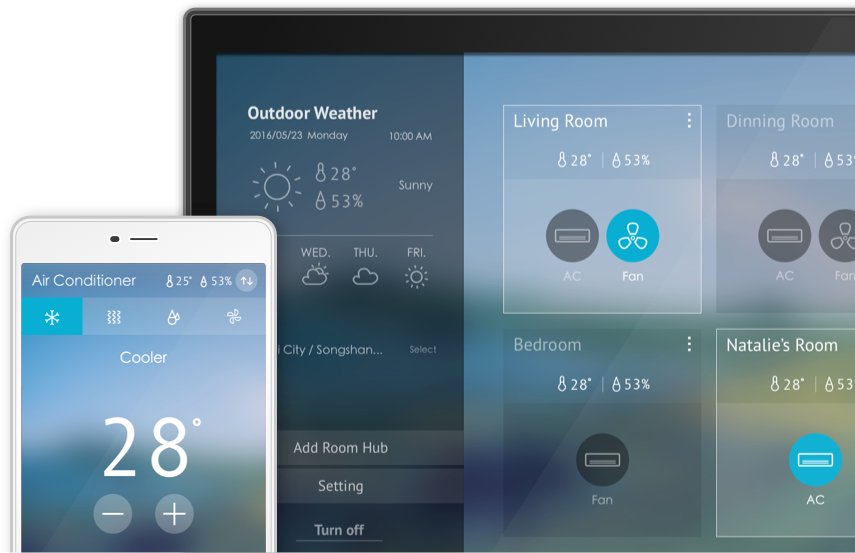 Outdoor Weather
2016/05/23 Monday 10:00 AM
28°
53%
Sunny
WED. THU. FRI.
i City / Songshan... Select
Add Room Hub
Setting
Turn off
Living Room
28° 53%
AC Fan
Dinning Room
28° 53
AC Fan
Bedroom
28° 53%
Fan
Natalie's Room
28° 53
AC
Air Conditioner 25° 53%
Cooler
28°